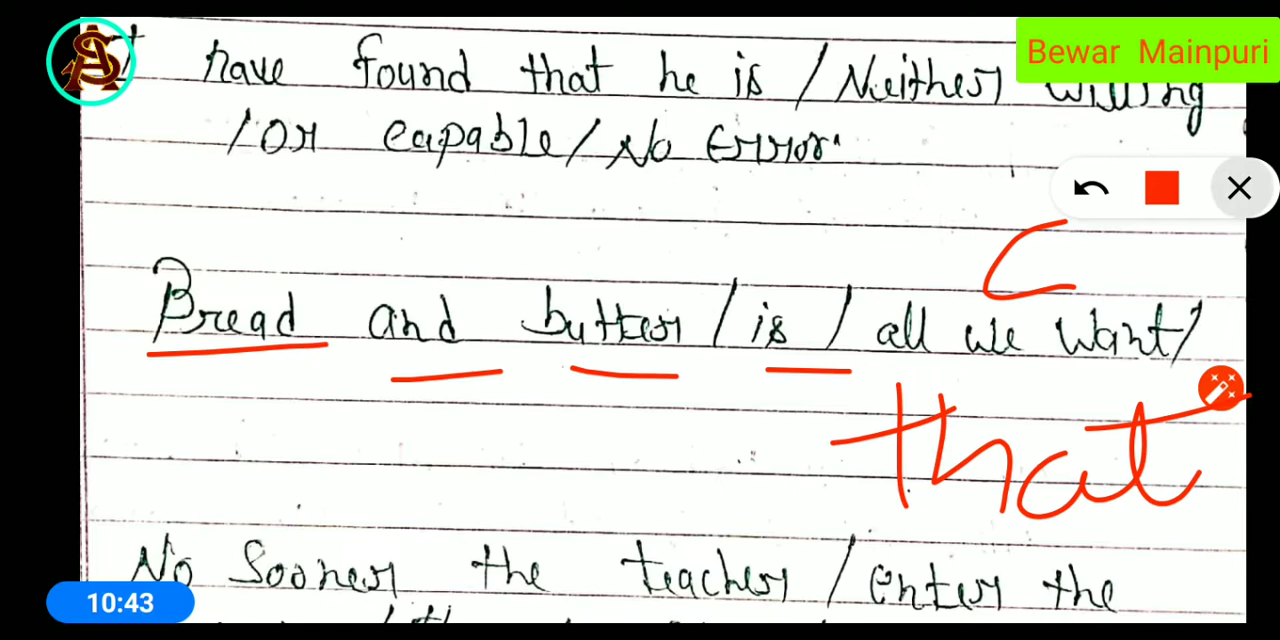 Bewar Mainpuri
have found that he is / Neither willing
/ or capable / No Error.
C
Bread and butter / is / all we want /
that
No Sooner the teacher / enter the
10:43